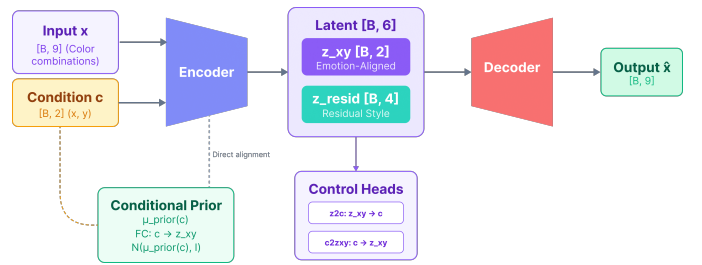 Input x
[B, 9] (Color
combinations)
Condition c
[B, 2] (x, y)
Encoder
Direct alignment
Conditional Prior
μ_prior(c)
FC: c → z_xy
N(μ_prior(c), I)
Latent [B, 6]
z_xy [B, 2]
Emotion-Aligned
z_resid [B, 4]
Residual Style
Control Heads
z2c: z_xy → c
c2zxy: c → z_xy
Decoder
Output x̂
[B, 9]